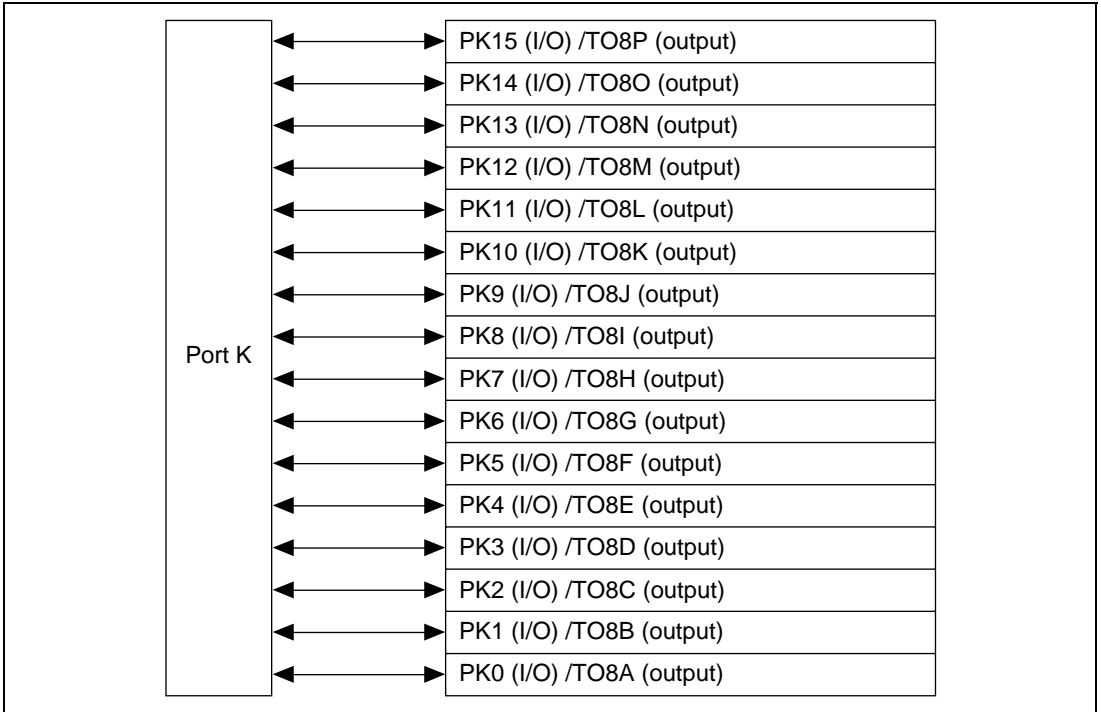 PK15 (I/O) /TO8P (output)
PK14 (I/O) /TO8O (output)
PK13 (I/O) /TO8N (output)
PK12 (I/O) /TO8M (output)
PK11 (I/O) /TO8L (output)
PK10 (I/O) /TO8K (output)
PK9 (I/O) /TO8J (output)
PK8 (I/O) /TO8I (output)
Port K
PK7 (I/O) /TO8H (output)
PK6 (I/O) /TO8G (output)
PK5 (I/O) /TO8F (output)
PK4 (I/O) /TO8E (output)
PK3 (I/O) /TO8D (output)
PK2 (I/O) /TO8C (output)
PK1 (I/O) /TO8B (output)
PK0 (I/O) /TO8A (output)